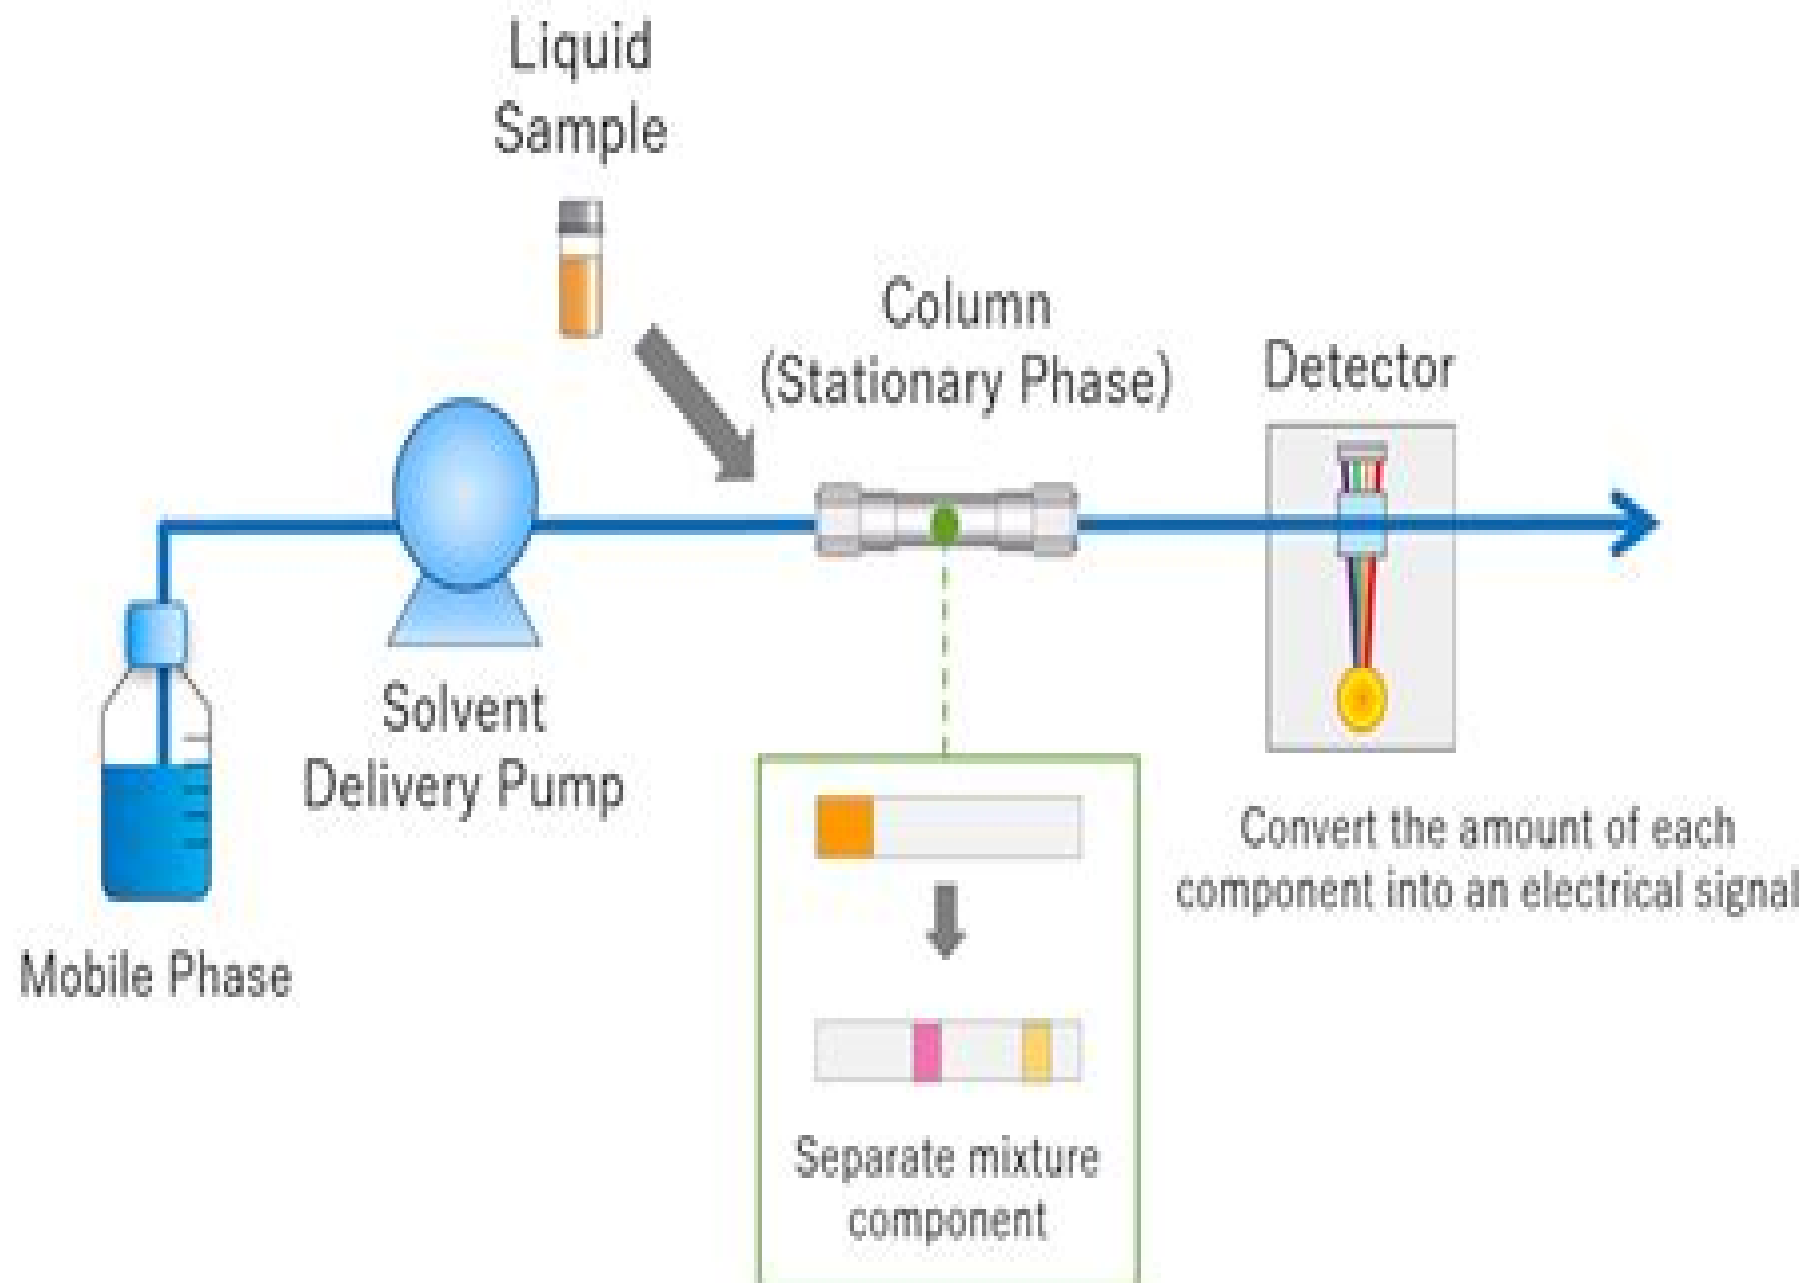 Liquid
Sample
Column
(Stationary Phase)
Detector
Solvent
Delivery Pump
Mobile Phase
Convert the amount of each
component into an electrical signal
Separate mixture
component